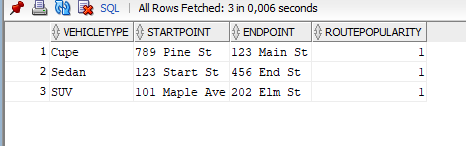 SQL | All Rows Fetched: 3 in 0,006 seconds
VEHICLETYPE STARTPOINT ENDPOINT ROUTEPOPULARITY
1 Cupe 789 Pine St 123 Main St 1
2 Sedan 123 Start St 456 End St 1
3 SUV 101 Maple Ave 202 Elm St 1